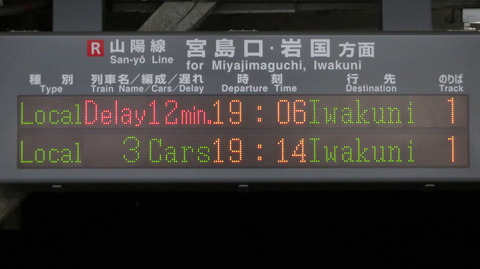 R 山陽線 宮島口・岩国 方面
San-yō Line for Miyajimaguchi, Iwakuni
種別 列車名/編成/遅れ 時刻 行先 のりば
Type Train Name/Cars/Delay Departure Time Destination Track
Local Delay12min. 19:06 Iwakuni 1
Local 3 Cars 19:14 Iwakuni 1